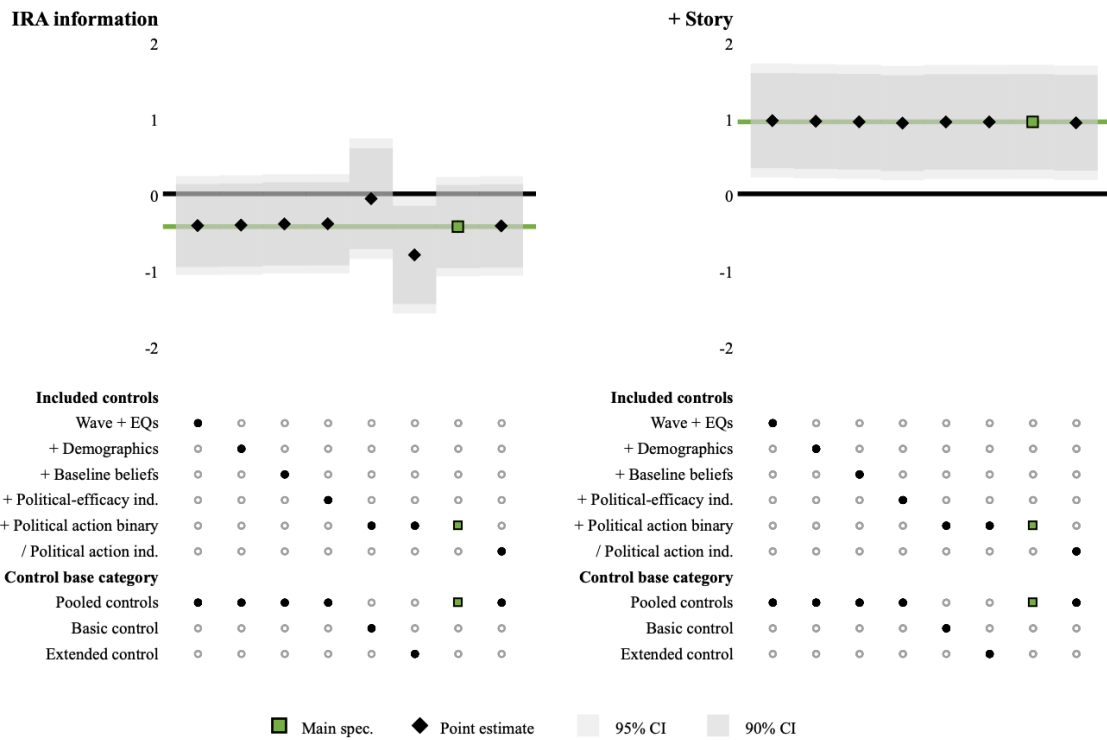 IRA information
2
1
0
-1
-2
Included controls
Wave + EQs
+ Demographics
+ Baseline beliefs
+ Political-efficacy ind.
+ Political action binary
/ Political action ind.
Control base category
Pooled controls
Basic control
Extended control
+ Story
2
1
0
-1
-2
Included controls
Wave + EQs
+ Demographics
+ Baseline beliefs
+ Political-efficacy ind.
+ Political action binary
/ Political action ind.
Control base category
Pooled controls
Basic control
Extended control
Main spec. Point estimate 95% CI 90% CI